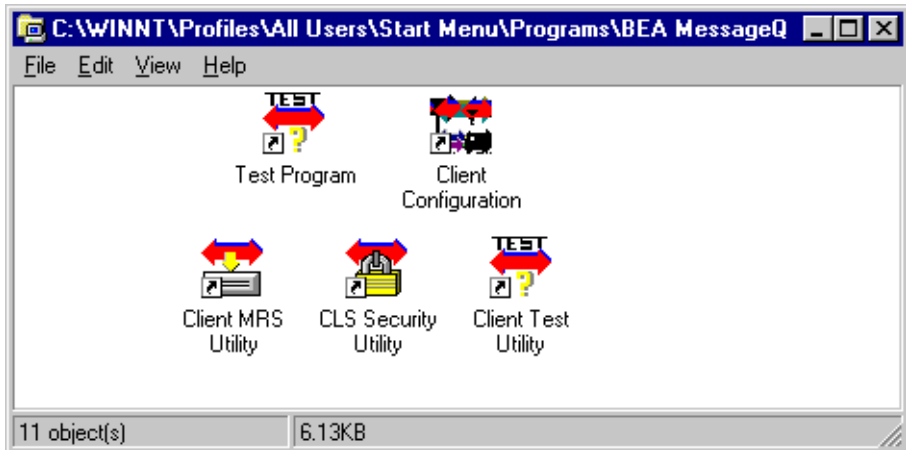 C:\WINNT\Profiles\All Users\Start Menu\Programs\BEA MessageQ
File Edit View Help
TEST
Test Program
Client
Configuration
TEST
Client MRS
Utility
CLS Security
Utility
Client Test
Utility
11 object(s)
6.13KB